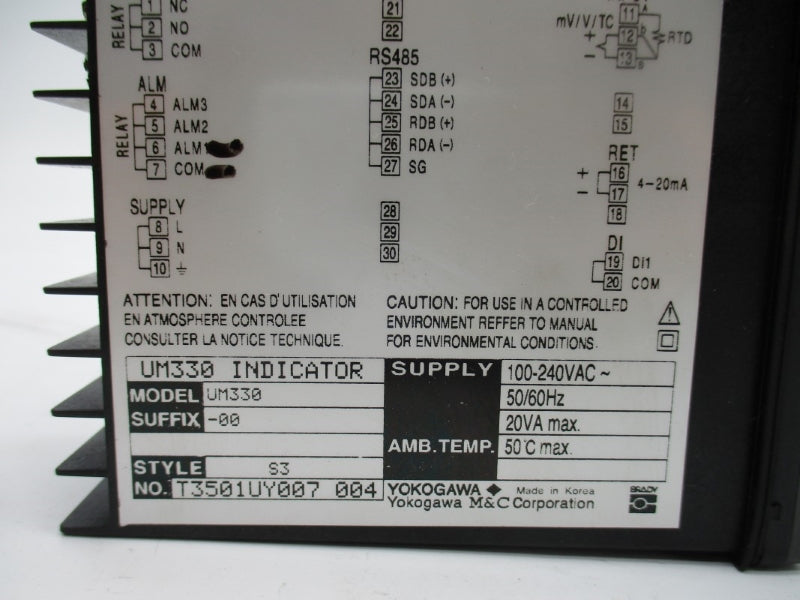 RELAY
1 NC
2 NO
3 COM
ALM
RELAY
4 ALM3
5 ALM2
6 ALM
7 COM
SUPPLY
8 L
9 N
10
21
22
RS485
23 SDB (+)
24 SDA (-)
25 RDB (+)
26 RDA (-)
27 SG
28
29
30
mV/V/TC
11 A
+ 12 B
- 13 B
RTD
14
15
RET
+ 16
- 17
4-20mA
18
DI
19 DI1
20 COM
ATTENTION: EN CAS D'UTILISATION
EN ATMOSPHERE CONTROLEE
CONSULTER LA NOTICE TECHNIQUE.
CAUTION: FOR USE IN A CONTROLLED
ENVIRONMENT REFFER TO MANUAL
FOR ENVIRONMENTAL CONDITIONS.
UM330 INDICATOR
MODEL UM330
SUFFIX -00
STYLE S3
NO. T3501UY007 004
SUPPLY 100-240VAC ~
50/60Hz
20VA max.
AMB.TEMP. 50°C max.
YOKOGAWA ◆ Made in Korea
Yokogawa M&C Corporation
BRADY